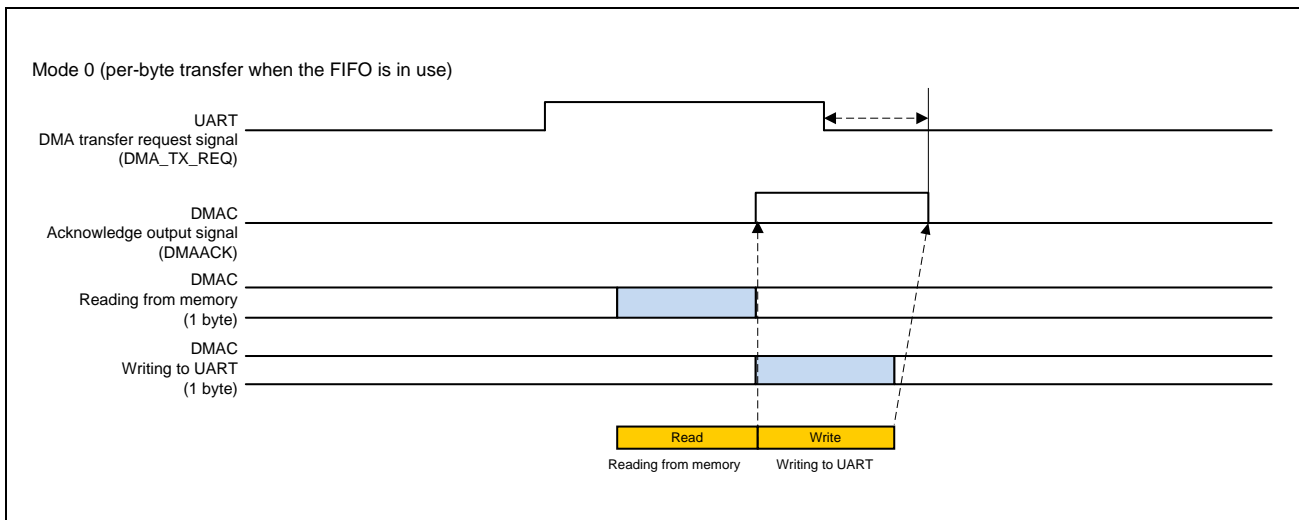 Mode 0 (per-byte transfer when the FIFO is in use)
UART
DMA transfer request signal
(DMA_TX_REQ)
DMAC
Acknowledge output signal
(DMAACK)
DMAC
Reading from memory
(1 byte)
DMAC
Writing to UART
(1 byte)
Read Write
Reading from memory Writing to UART